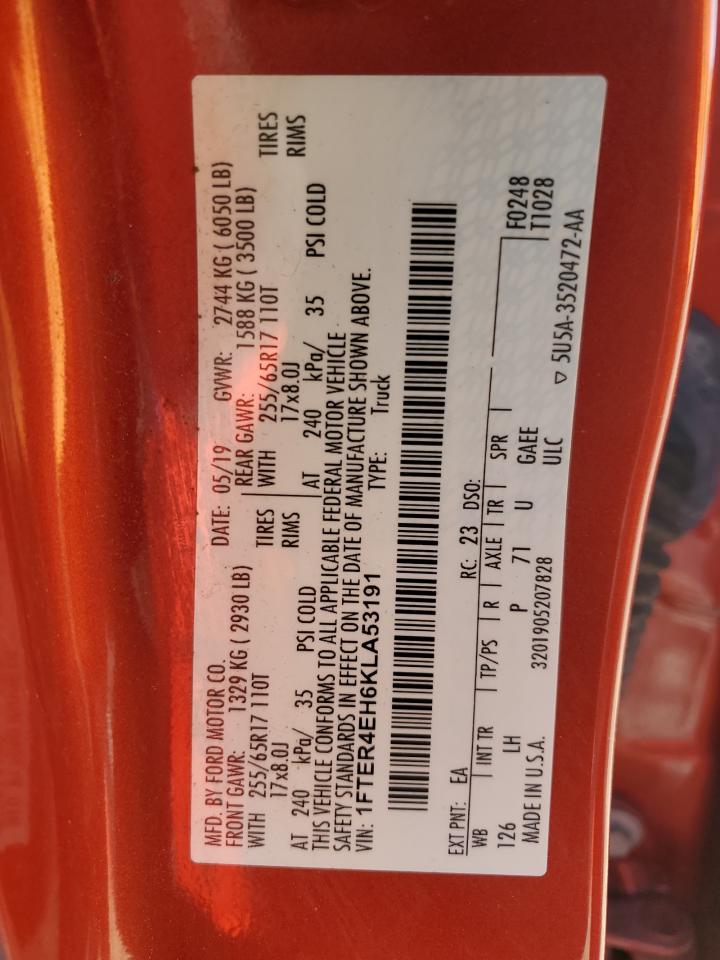 MFD. BY FORD MOTOR CO. DATE: 05/19 GVWR: 2744 KG ( 6050 LB)
FRONT GAWR: 1329 KG ( 2930 LB) REAR GAWR: 1588 KG ( 3500 LB)
WITH 255/65R17 110T TIRES WITH 255/65R17 110T TIRES
17x8.0J RIMS 17x8.0J RIMS
AT 240 kPa/ 35 PSI COLD AT 240 kPa/ 35 PSI COLD
THIS VEHICLE CONFORMS TO ALL APPLICABLE FEDERAL MOTOR VEHICLE
SAFETY STANDARDS IN EFFECT ON THE DATE OF MANUFACTURE SHOWN ABOVE.
VIN: 1FTER4EH6KLA53191 TYPE: Truck
EXT PNT: EA RC: 23 DSO:
WB INT TR TP/PS R AXLE TR SPR F0248
126 LH P 71 U GAEE T1028
MADE IN U.S.A. 3201905207828 ULC
▽ 5U5A-3520472-AA